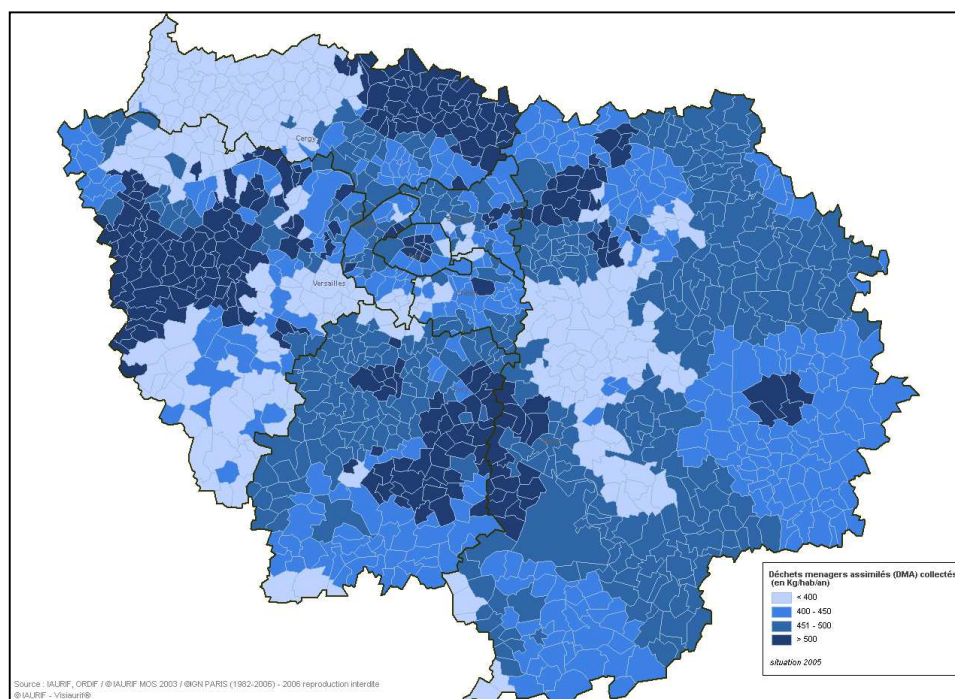 Cergy
Versailles
Déchets menagers assimilés (DMA) collectés
(en Kg/hab/an)
< 400
400 - 450
451 - 500
> 500
situation 2005
Source : IAURIF, ORDIF / © IAURIF MOS 2003 / ©IGN PARIS (1982-2006) - 2006 reproduction interdite
© IAURIF - Visiaurif®